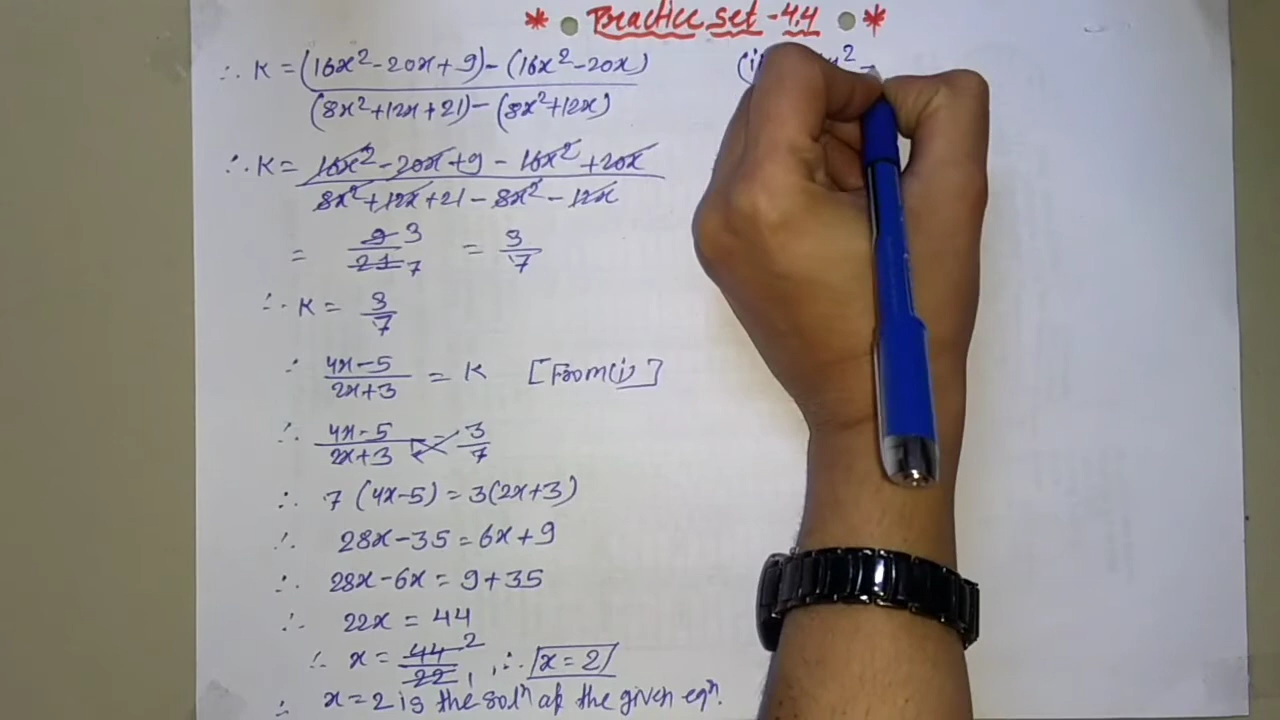 * Practice set - 4.4 *
∴ K = (16x² - 20x + 9) - (16x² - 20x)
(8x² + 12x + 21) - (8x² + 12x)
∴ K = 16x² - 20x + 9 - 16x² + 20x
8x² + 12x + 21 - 8x² - 12x
= 9 3 = 3
21 7 7
∴ K = 3
7
∴ 4x - 5 = K [From (i)]
2x + 3
∴ 4x - 5 = 3
2x + 3 7
∴ 7 (4x - 5) = 3(2x + 3)
∴ 28x - 35 = 6x + 9
∴ 28x - 6x = 9 + 35
∴ 22x = 44
∴ x = 44 2 , ∴ x = 2
22 1
∴ x = 2 is the solⁿ of the given eqⁿ.